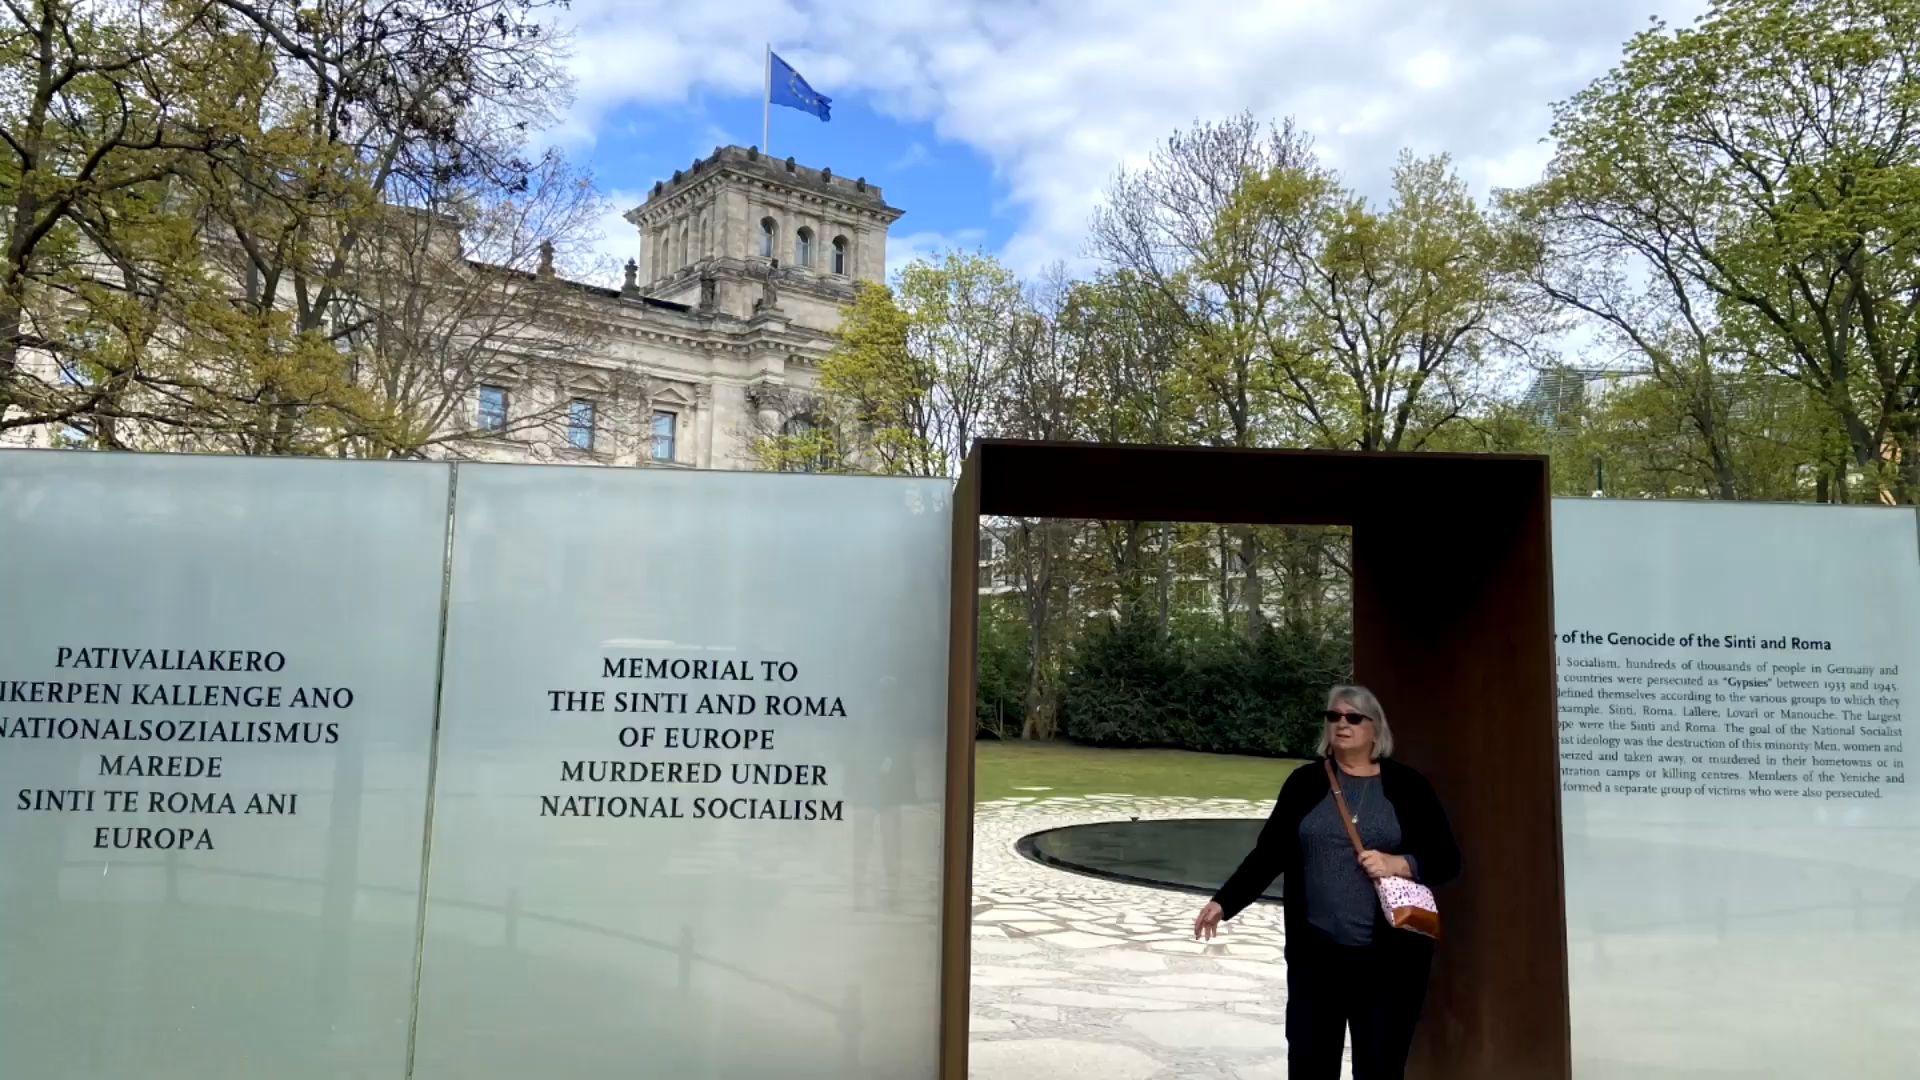 PATIVALIAKERO
IKERPEN KALLENGE ANO
NATIONALSOZIALISMUS
MAREDE
SINTI TE ROMA ANI
EUROPA
MEMORIAL TO
THE SINTI AND ROMA
OF EUROPE
MURDERED UNDER
NATIONAL SOCIALISM
of the Genocide of the Sinti and Roma
Socialism, hundreds of thousands of people in Germany and
countries were persecuted as “Gypsies” between 1933 and 1945.
defined themselves according to the various groups to which they
example, Sinti, Roma, Lallere, Lovari or Manouche. The largest
were the Sinti and Roma. The goal of the National Socialist
ideology was the destruction of this minority: Men, women and
seized and taken away, or murdered in their hometowns or in
camps or killing centres. Members of the Yeniche and
formed a separate group of victims who were also persecuted.